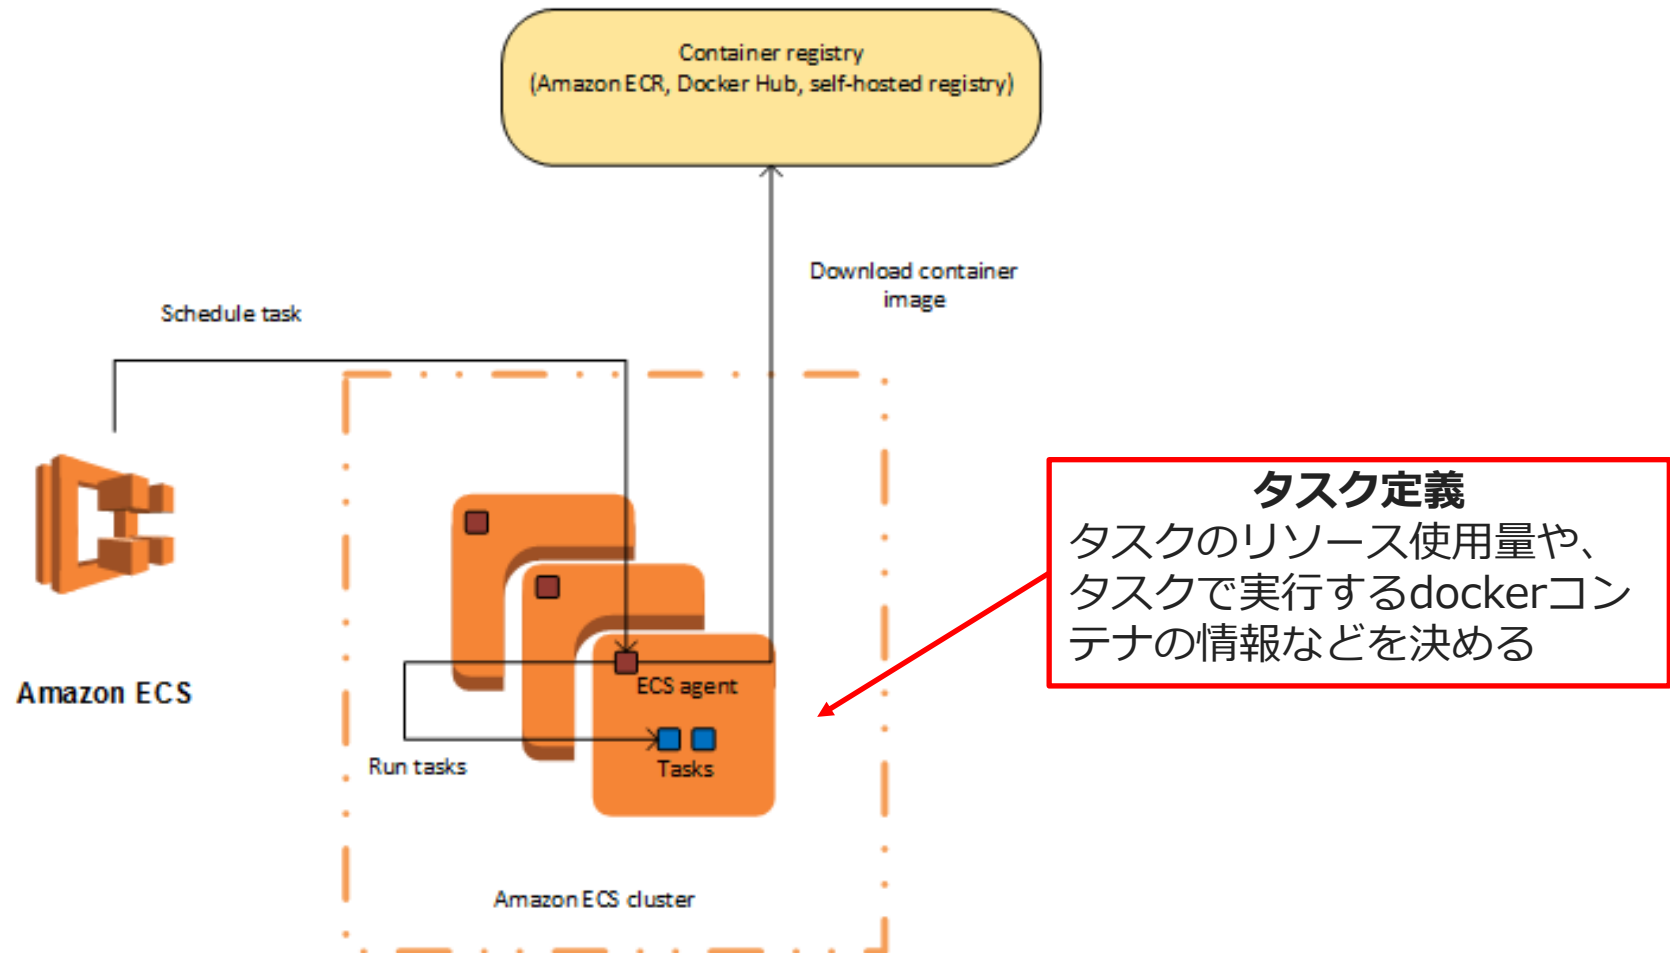 Container registry
(Amazon ECR, Docker Hub, self-hosted registry)
Download container
image
Schedule task
タスク定義
タスクのリソース使用量や、
タスクで実行するdockerコン
テナの情報などを決める
Amazon ECS
ECS agent
Run tasks
Tasks
Amazon ECS cluster